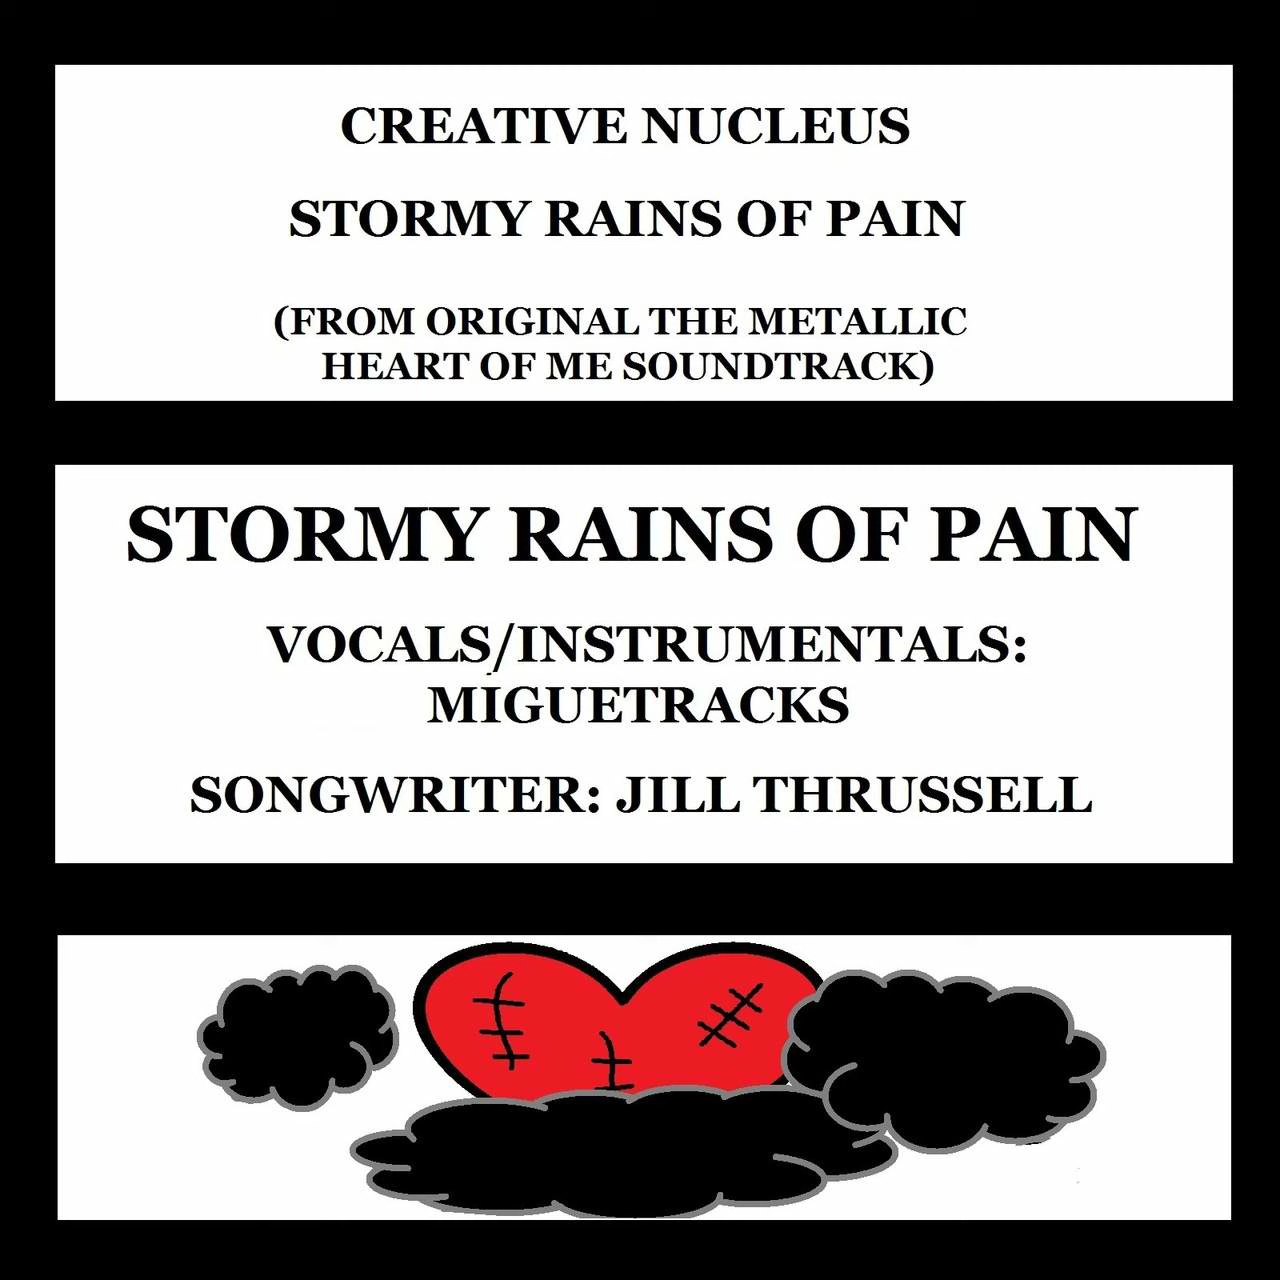 CREATIVE NUCLEUS
STORMY RAINS OF PAIN
(FROM ORIGINAL THE METALLIC
HEART OF ME SOUNDTRACK)
STORMY RAINS OF PAIN
VOCALS/INSTRUMENTALS:
MIGUETRACKS
SONGWRITER: JILL THRUSSELL